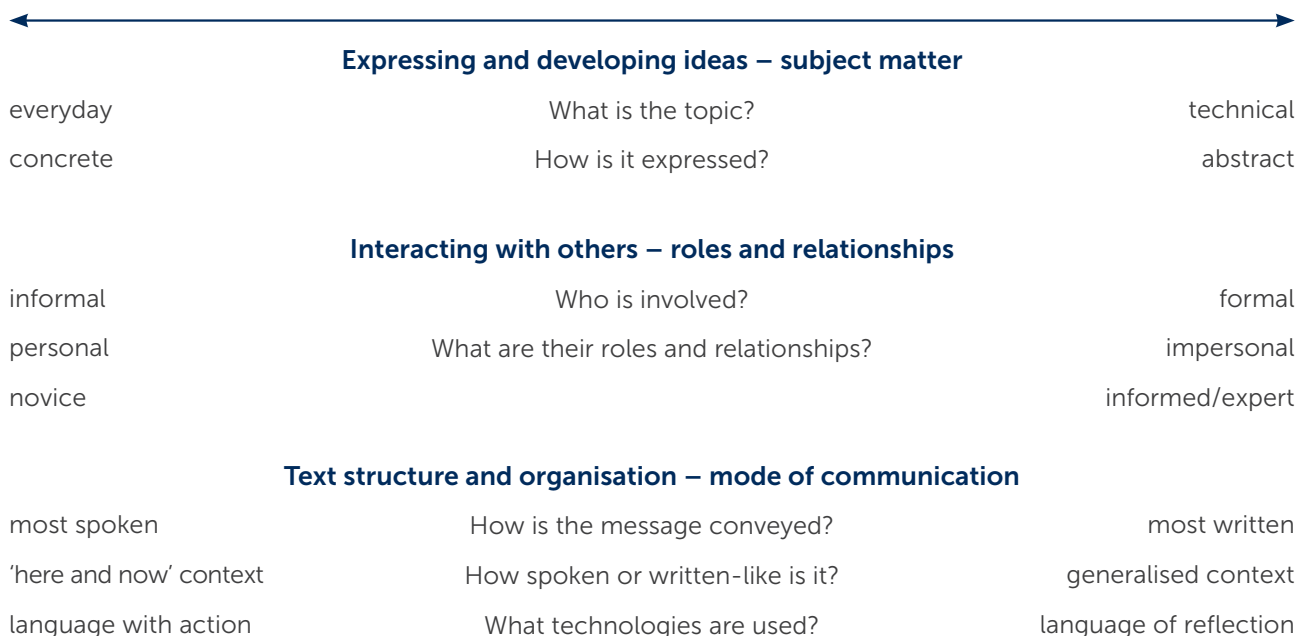 Expressing and developing ideas – subject matter
everyday What is the topic? technical
concrete How is it expressed? abstract
Interacting with others – roles and relationships
informal Who is involved? formal
personal What are their roles and relationships? impersonal
novice informed/expert
Text structure and organisation – mode of communication
most spoken How is the message conveyed? most written
‘here and now’ context How spoken or written-like is it? generalised context
language with action What technologies are used? language of reflection